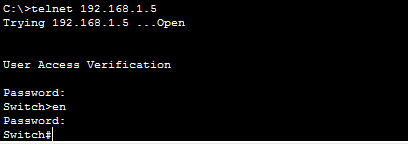 C:\>telnet 192.168.1.5
Trying 192.168.1.5 ...Open
User Access Verification
Password:
Switch>en
Password:
Switch#